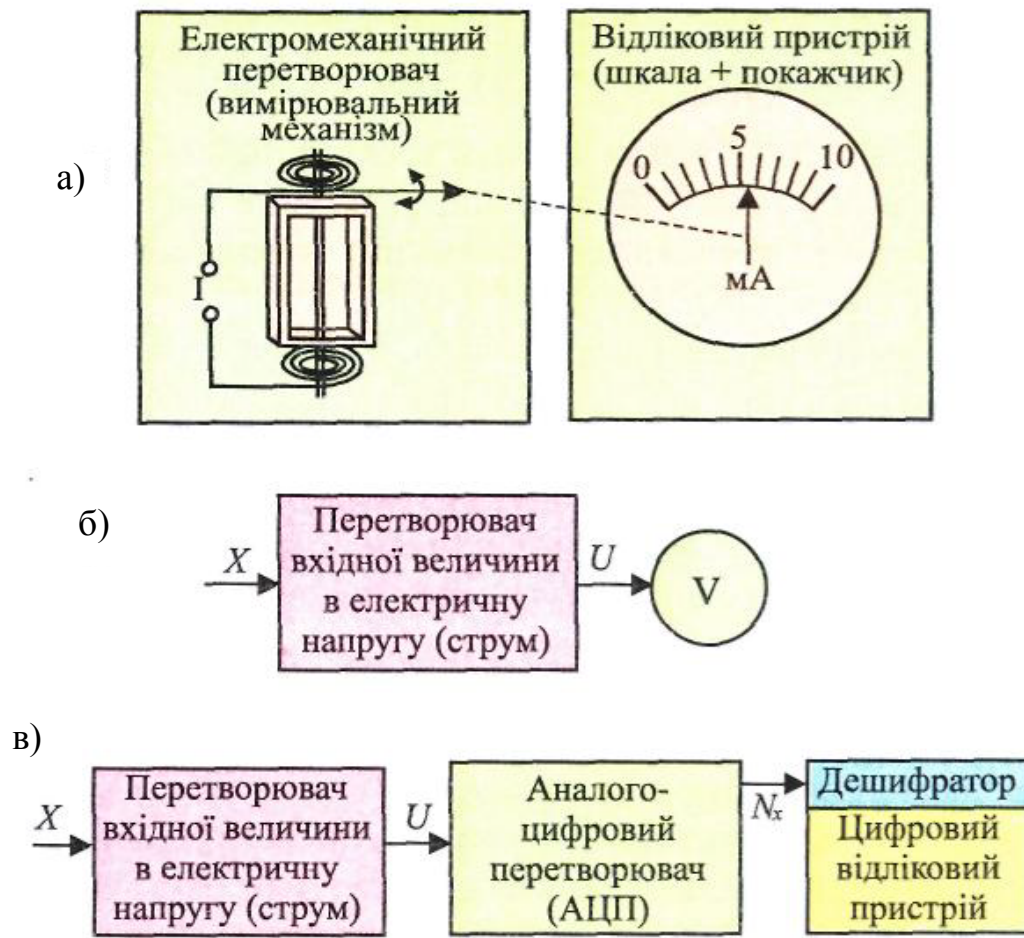 а)
Електромеханічний
перетворювач
(вимірювальний
механізм)
I
Відліковий пристрій
(шкала + покажчик)
0
5
10
мА
б)
X
Перетворювач
вхідної величини
в електричну
напругу (струм)
U
V
в)
X
Перетворювач
вхідної величини
в електричну
напругу (струм)
U
Аналого-
цифровий
перетворювач
(АЦП)
Nx
Дешифратор
Цифровий
відліковий
пристрій